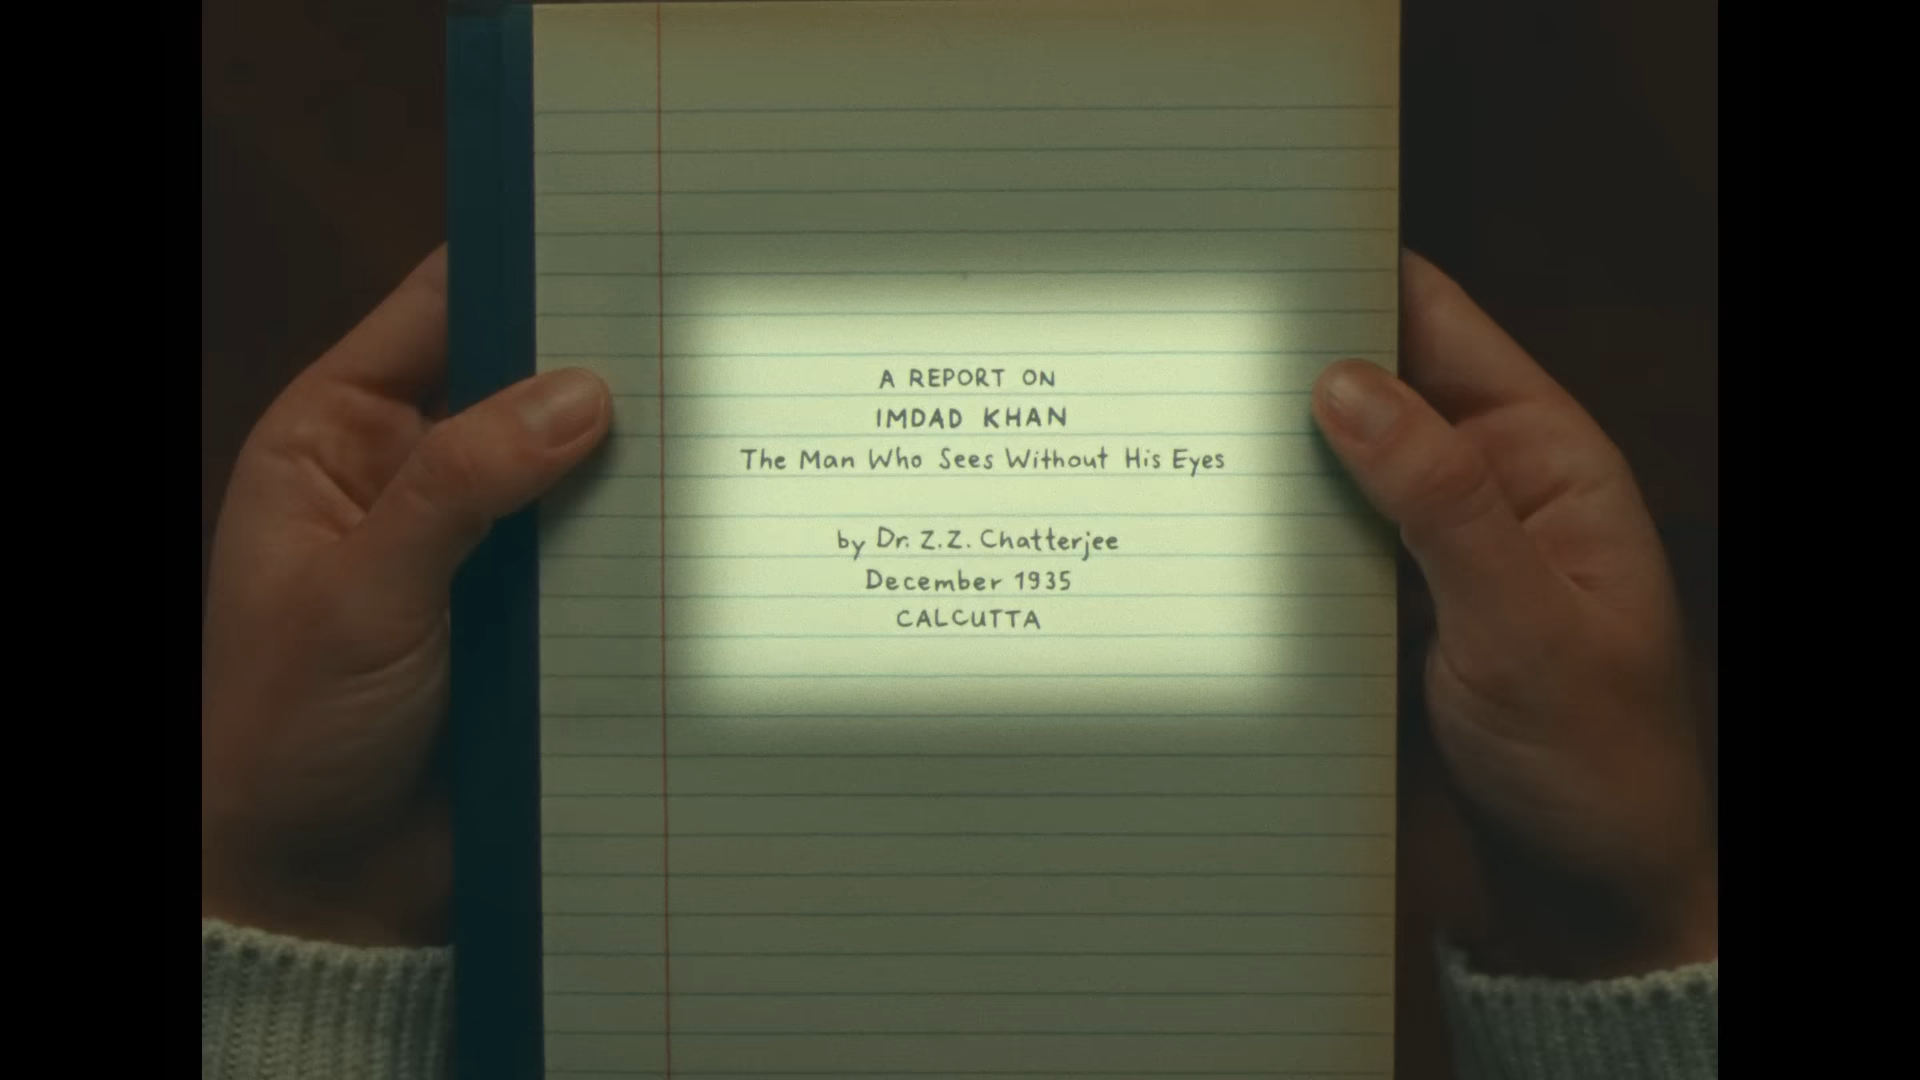 A REPORT ON
IMDAD KHAN
The Man Who Sees Without His Eyes
by Dr. Z.Z. Chatterjee
December 1935
CALCUTTA